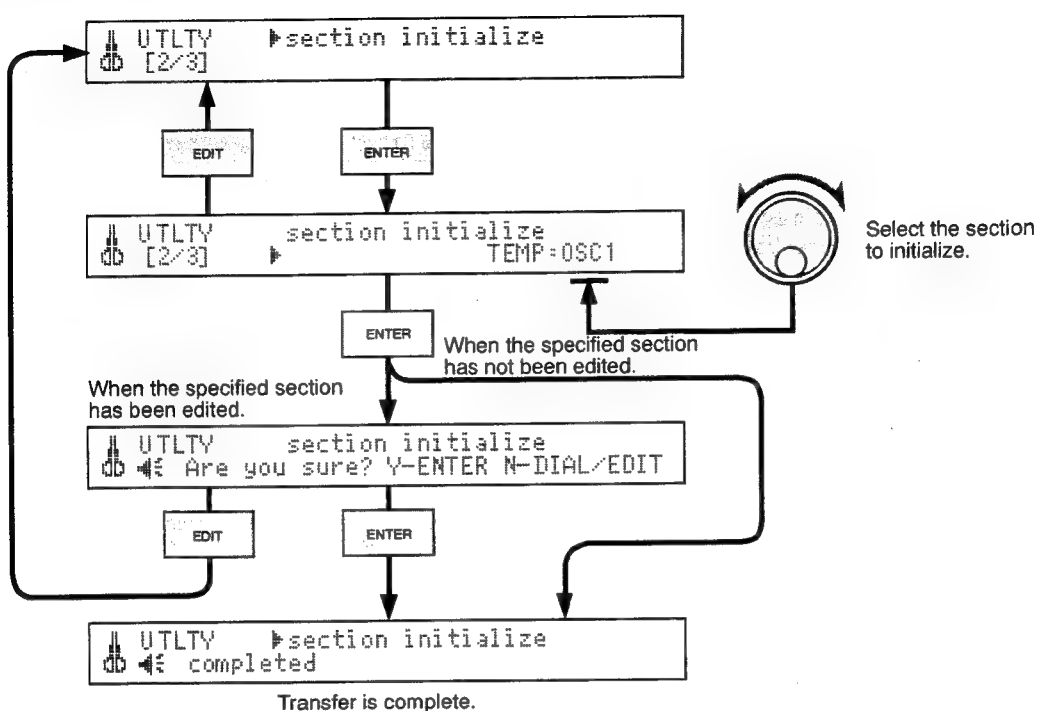 UTLTY ▶section initialize
[2/3]
EDIT
ENTER
UTLTY section initialize
[2/3] ▶ TEMP=OSC1
Select the section
to initialize.
ENTER
When the specified section
has not been edited.
When the specified section
has been edited.
UTLTY section initialize
Are you sure? Y-ENTER N-DIAL/EDIT
EDIT
ENTER
UTLTY ▶section initialize
completed
Transfer is complete.